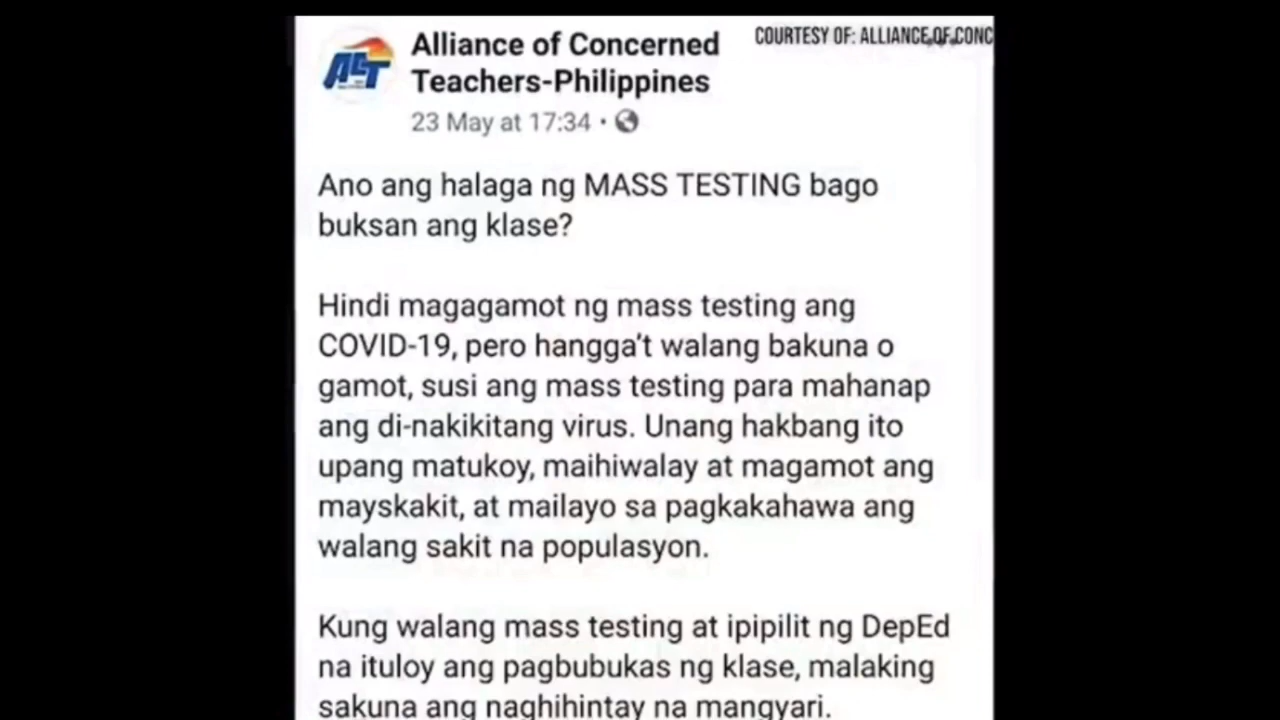 Alliance of Concerned
Teachers-Philippines
COURTESY OF: ALLIANCE OF CONC
ACT
23 May at 17:34 •
Ano ang halaga ng MASS TESTING bago
buksan ang klase?
Hindi magagamot ng mass testing ang
COVID-19, pero hangga't walang bakuna o
gamot, susi ang mass testing para mahanap
ang di-nakikitang virus. Unang hakbang ito
upang matukoy, maihiwalay at magamot ang
mayskakit, at mailayo sa pagkakahawa ang
walang sakit na populasyon.
Kung walang mass testing at ipipilit ng DepEd
na ituloy ang pagbubukas ng klase, malaking
sakuna ang naghihintay na mangyari.